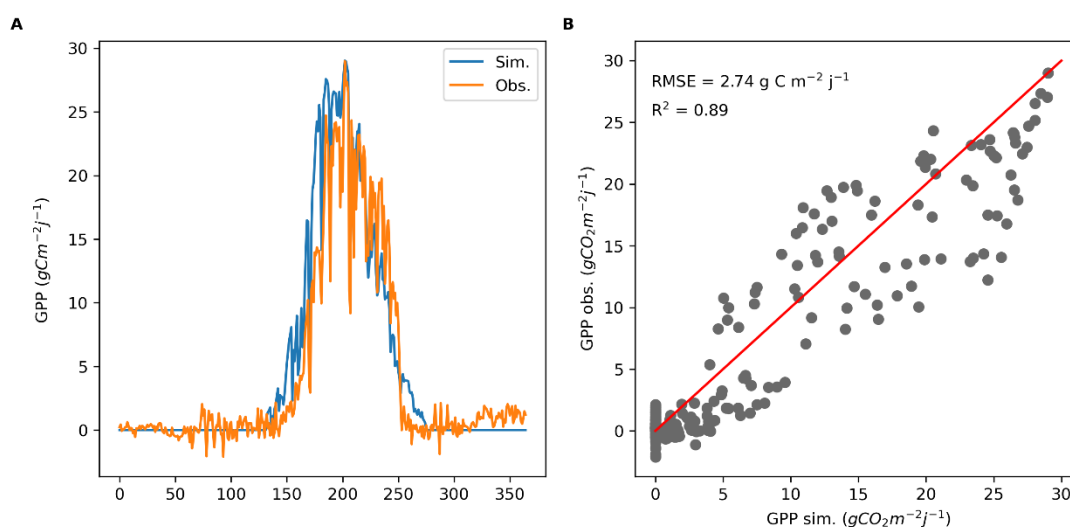 A
30
25
20
15
10
5
0
GPP (gCm⁻²j⁻¹)
0 50 100 150 200 250 300 350
Sim.
Obs.
B
RMSE = 2.74 g C m⁻² j⁻¹
R² = 0.89
30
25
20
15
10
5
0
GPP obs. (gCO₂m⁻²j⁻¹)
0 5 10 15 20 25 30
GPP sim. (gCO₂m⁻²j⁻¹)